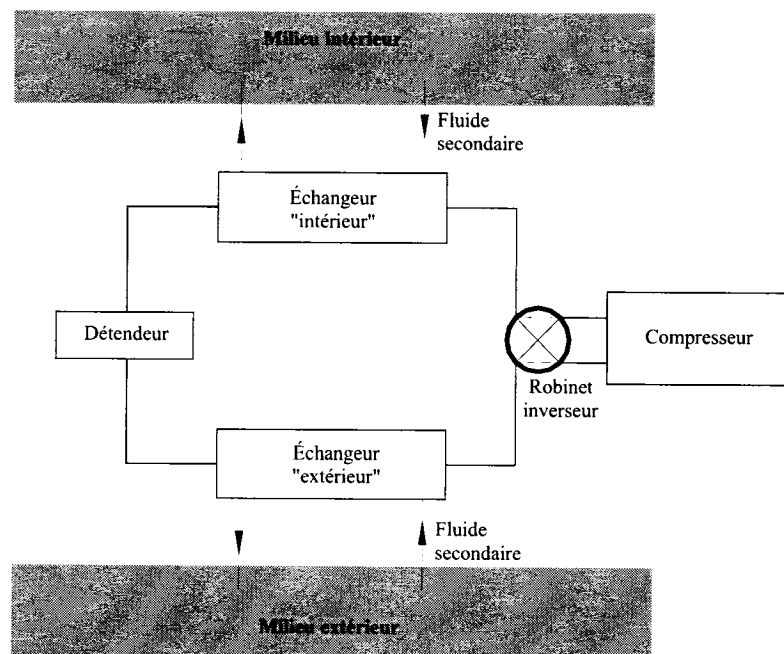 Milieu intérieur
Fluide
secondaire
Échangeur
"intérieur"
Détendeur
Compresseur
Robinet
inverseur
Échangeur
"extérieur"
Fluide
secondaire
Milieu extérieur